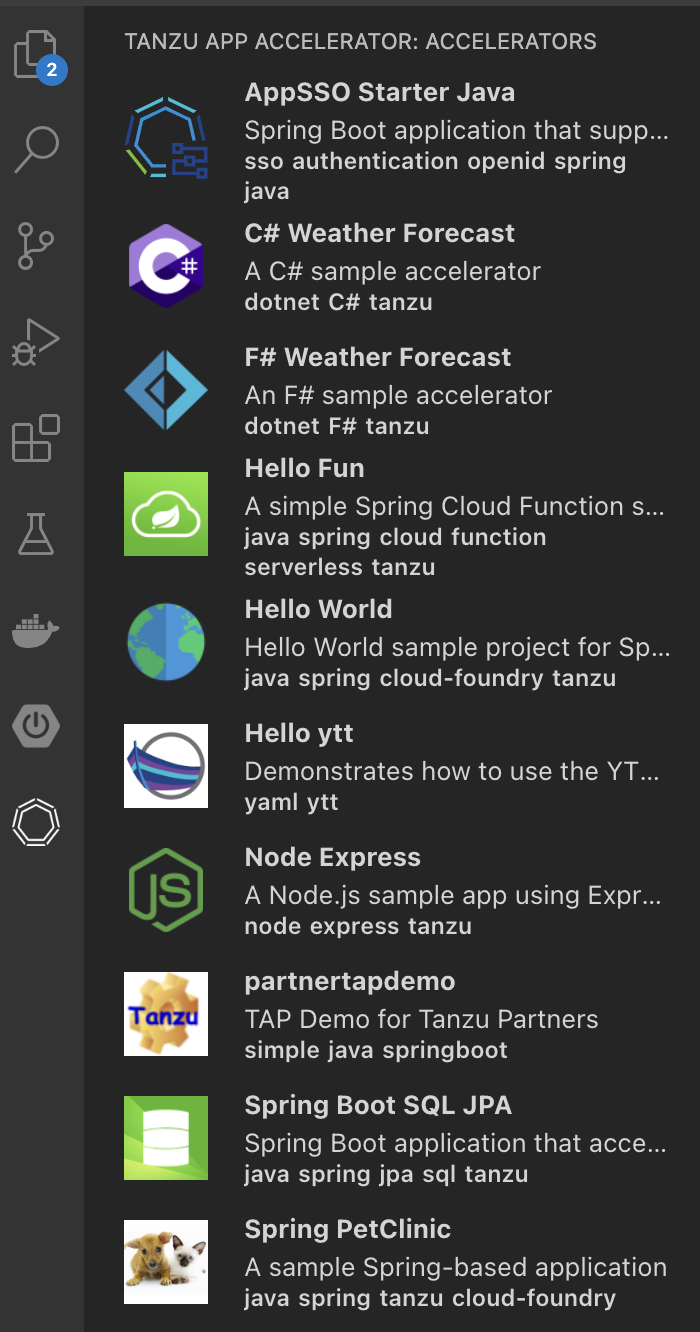 TANZU APP ACCELERATOR: ACCELERATORS
2
AppSSO Starter Java
Spring Boot application that supp...
sso authentication openid spring
java
C# Weather Forecast
A C# sample accelerator
dotnet C# tanzu
C#
F# Weather Forecast
An F# sample accelerator
dotnet F# tanzu
Hello Fun
A simple Spring Cloud Function s...
java spring cloud function
serverless tanzu
Hello World
Hello World sample project for Sp...
java spring cloud-foundry tanzu
Hello ytt
Demonstrates how to use the YT...
yaml ytt
Node Express
A Node.js sample app using Expr...
node express tanzu
JS
partnertapdemo
TAP Demo for Tanzu Partners
simple java springboot
Tanzu
Spring Boot SQL JPA
Spring Boot application that acce...
java spring jpa sql tanzu
Spring PetClinic
A sample Spring-based application
java spring tanzu cloud-foundry